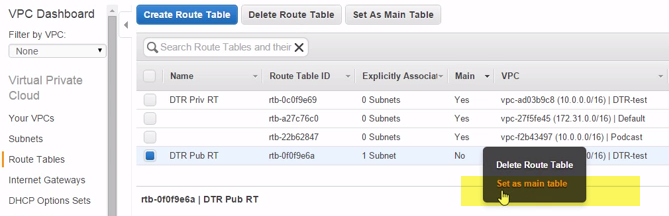 VPC Dashboard
Filter by VPC:
None
Virtual Private
Cloud
Your VPCs
Subnets
Route Tables
Internet Gateways
DHCP Options Sets
Create Route Table Delete Route Table Set As Main Table
Search Route Tables and their
Name Route Table ID Explicitly Associat Main VPC
DTR Priv RT rtb-0c0f9e69 0 Subnets Yes vpc-ad03b9c8 (10.0.0.0/16) | DTR-test
rtb-a27c76c0 0 Subnets Yes vpc-27f5fe45 (172.31.0.0/16) | Default
rtb-22b62847 0 Subnets Yes vpc-f2b43497 (10.0.0.0/16) | Podcast
DTR Pub RT rtb-0f0f9e6a 1 Subnet No .0/16) | DTR-test
Delete Route Table
Set as main table
rtb-0f0f9e6a | DTR Pub RT